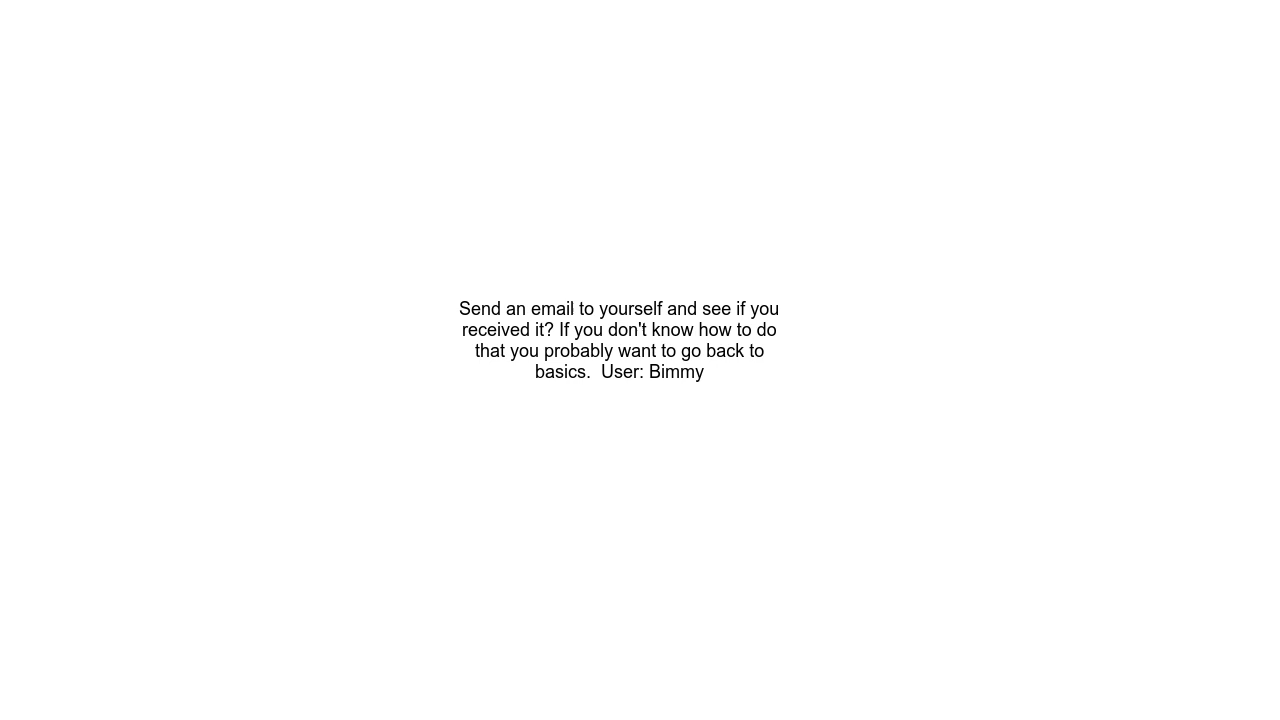 Send an email to yourself and see if you
received it? If you don't know how to do
that you probably want to go back to
basics.  User: Bimmy